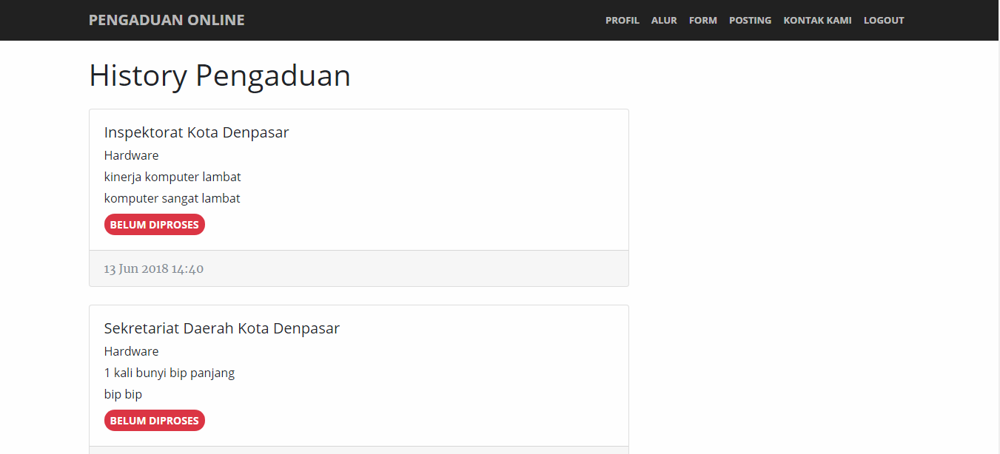 PENGADUAN ONLINE
PROFIL ALUR FORM POSTING KONTAK KAMI LOGOUT
History Pengaduan
Inspektorat Kota Denpasar
Hardware
kinerja komputer lambat
komputer sangat lambat
BELUM DIPROSES
13 Jun 2018 14:40
Sekretariat Daerah Kota Denpasar
Hardware
1 kali bunyi bip panjang
bip bip
BELUM DIPROSES